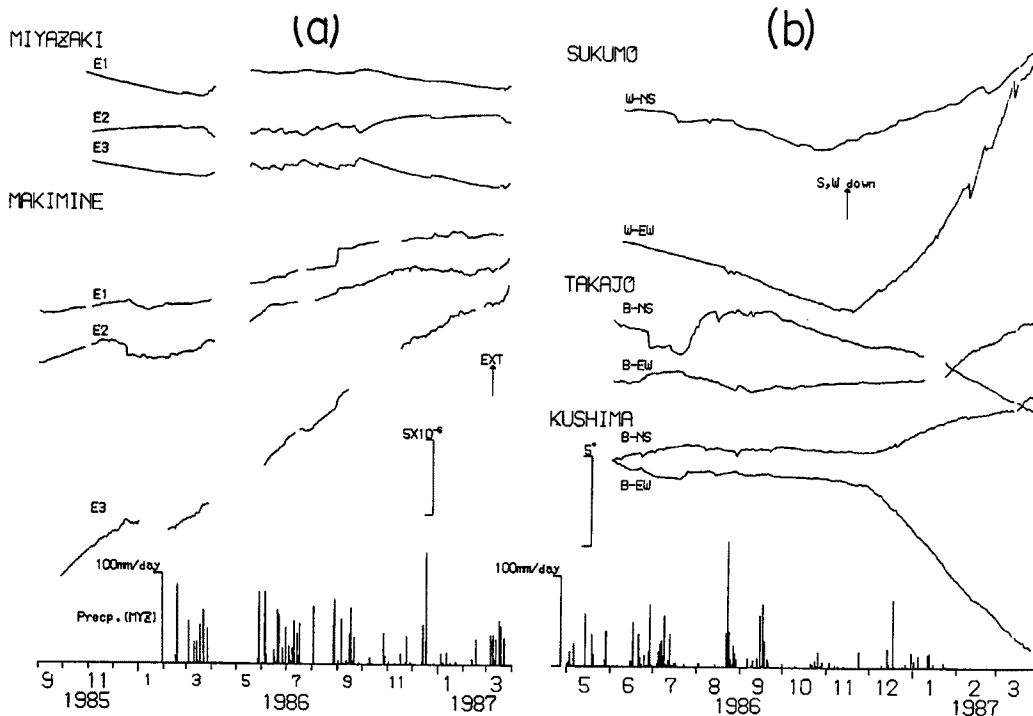 (a)
MIYAZAKI
E1
E2
E3
MAKIMINE
E1
E2
EXT
5X10⁻⁶
E3
100mm/day
Precp.(MYZ)
9 11 1 3 5 7 9 11 1 3
1985 1986 1987
(b)
SUKUMO
W-NS
S,W down
W-EW
TAKAJO
B-NS
B-EW
KUSHIMA
B-NS
5"
B-EW
100mm/day
5 6 7 8 9 10 11 12 1 2 3
1986 1987